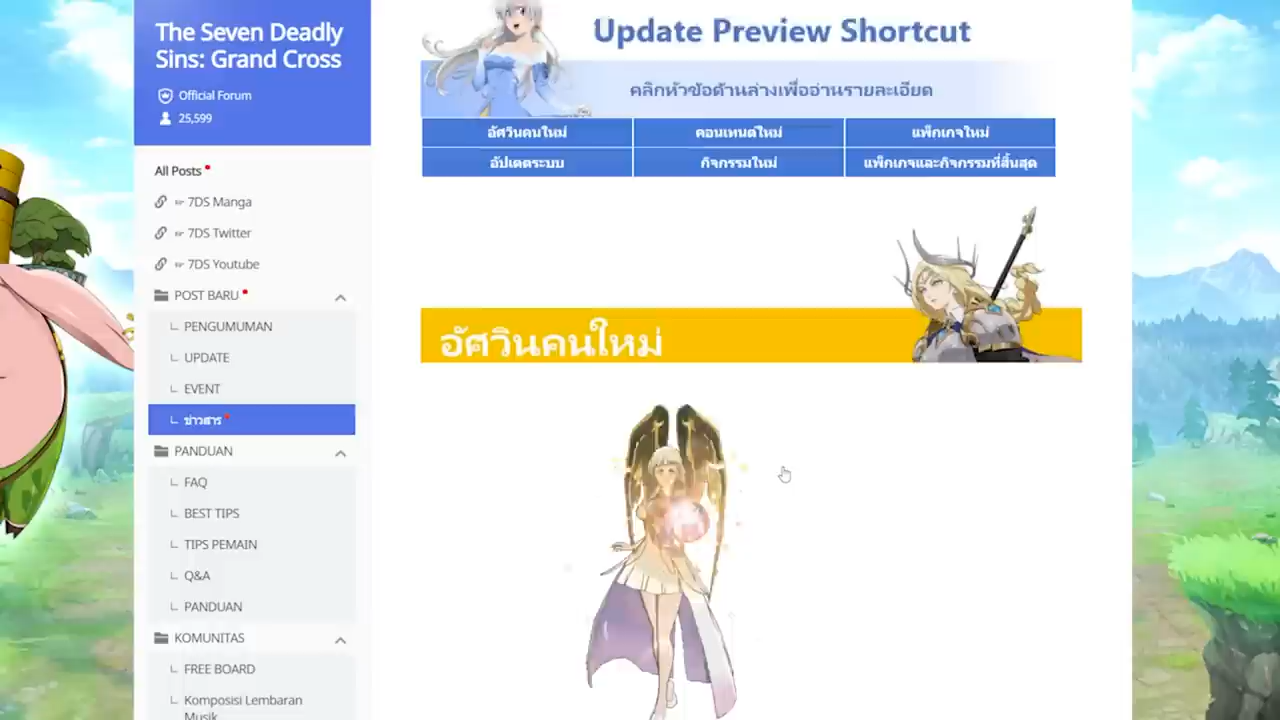 The Seven Deadly
Sins: Grand Cross
Official Forum
25,599
All Posts
7DS Manga
7DS Twitter
7DS Youtube
POST BARU
PENGUMUMAN
UPDATE
EVENT
ข่าวสาร
PANDUAN
FAQ
BEST TIPS
TIPS PEMAIN
Q&A
PANDUAN
KOMUNITAS
FREE BOARD
Komposisi Lembaran
Musik
Update Preview Shortcut
คลิกหัวข้อด้านล่างเพื่ออ่านรายละเอียด
อัศวินคนใหม่ คอนเทนต์ใหม่ แพ็กเกจใหม่
อัปเดตระบบ กิจกรรมใหม่ แพ็กเกจและกิจกรรมที่สิ้นสุด
อัศวินคนใหม่